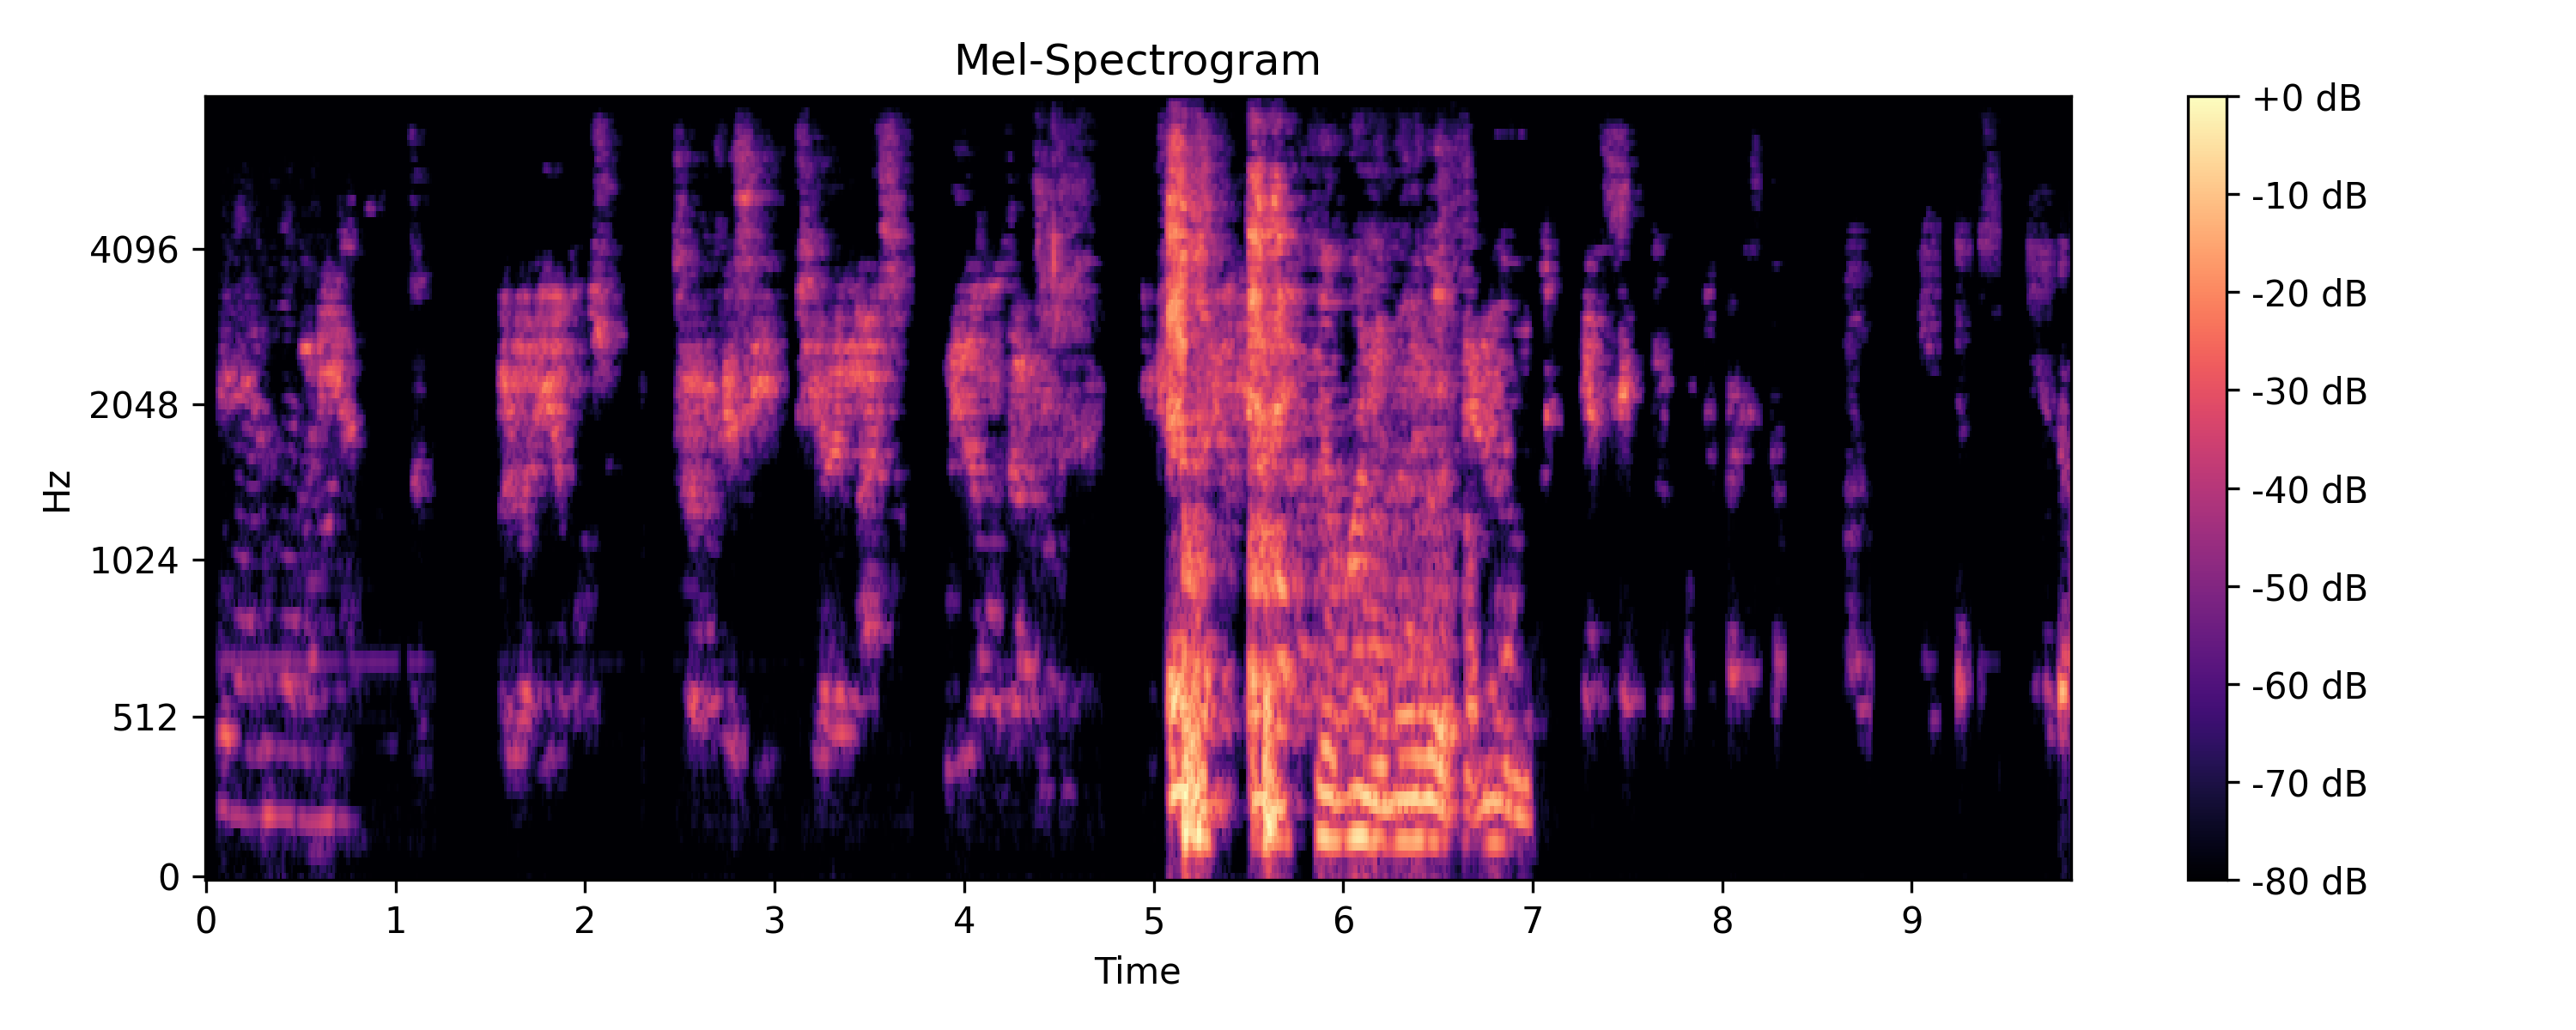 Mel-Spectrogram
+0 dB
-10 dB
-20 dB
-30 dB
-40 dB
-50 dB
-60 dB
-70 dB
-80 dB
4096
2048
1024
512
0
Hz
0 1 2 3 4 5 6 7 8 9
Time